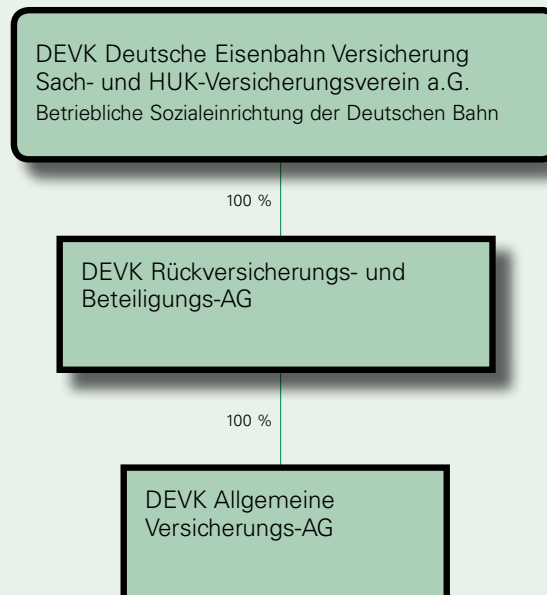 DEVK Deutsche Eisenbahn Versicherung
Sach- und HUK-Versicherungsverein a.G.
Betriebliche Sozialeinrichtung der Deutschen Bahn
100 %
DEVK Rückversicherungs- und
Beteiligungs-AG
100 %
DEVK Allgemeine
Versicherungs-AG